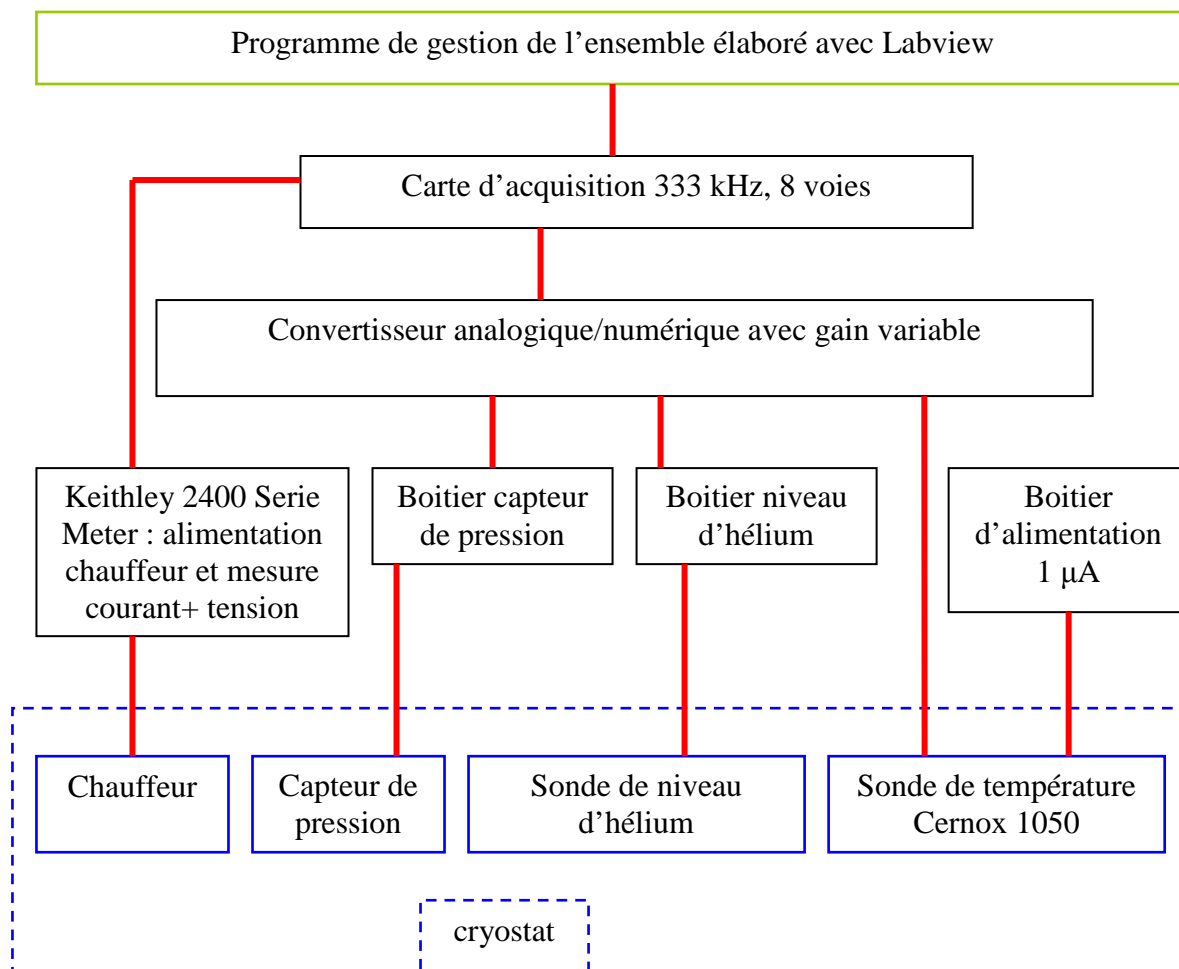 Programme de gestion de l’ensemble élaboré avec Labview
Carte d’acquisition 333 kHz, 8 voies
Convertisseur analogique/numérique avec gain variable
Keithley 2400 Serie
Meter : alimentation
chauffeur et mesure
courant+ tension
Boitier capteur
de pression
Boitier niveau
d’hélium
Boitier
d’alimentation
1 μA
Chauffeur
Capteur de
pression
Sonde de niveau
d’hélium
Sonde de température
Cernox 1050
cryostat